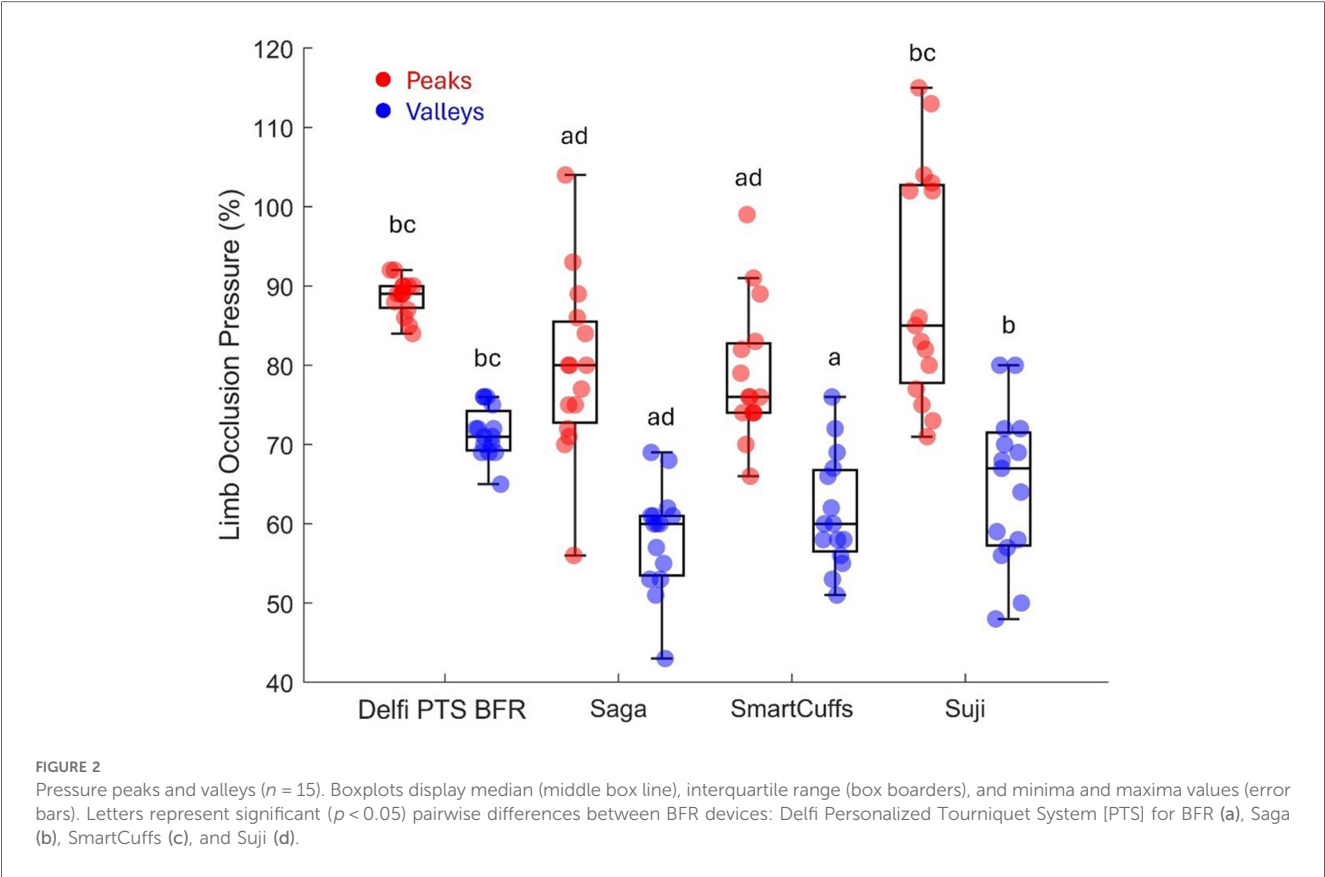 120
110
100
90
80
70
60
50
40
Limb Occlusion Pressure (%)
Peaks
Valleys
bc
bc
ad
ad
ad
a
bc
b
Delfi PTS BFR
Saga
SmartCuffs
Suji
FIGURE 2
Pressure peaks and valleys (n = 15). Boxplots display median (middle box line), interquartile range (box boarders), and minima and maxima values (error
bars). Letters represent significant (p < 0.05) pairwise differences between BFR devices: Delfi Personalized Tourniquet System [PTS] for BFR (a), Saga
(b), SmartCuffs (c), and Suji (d).